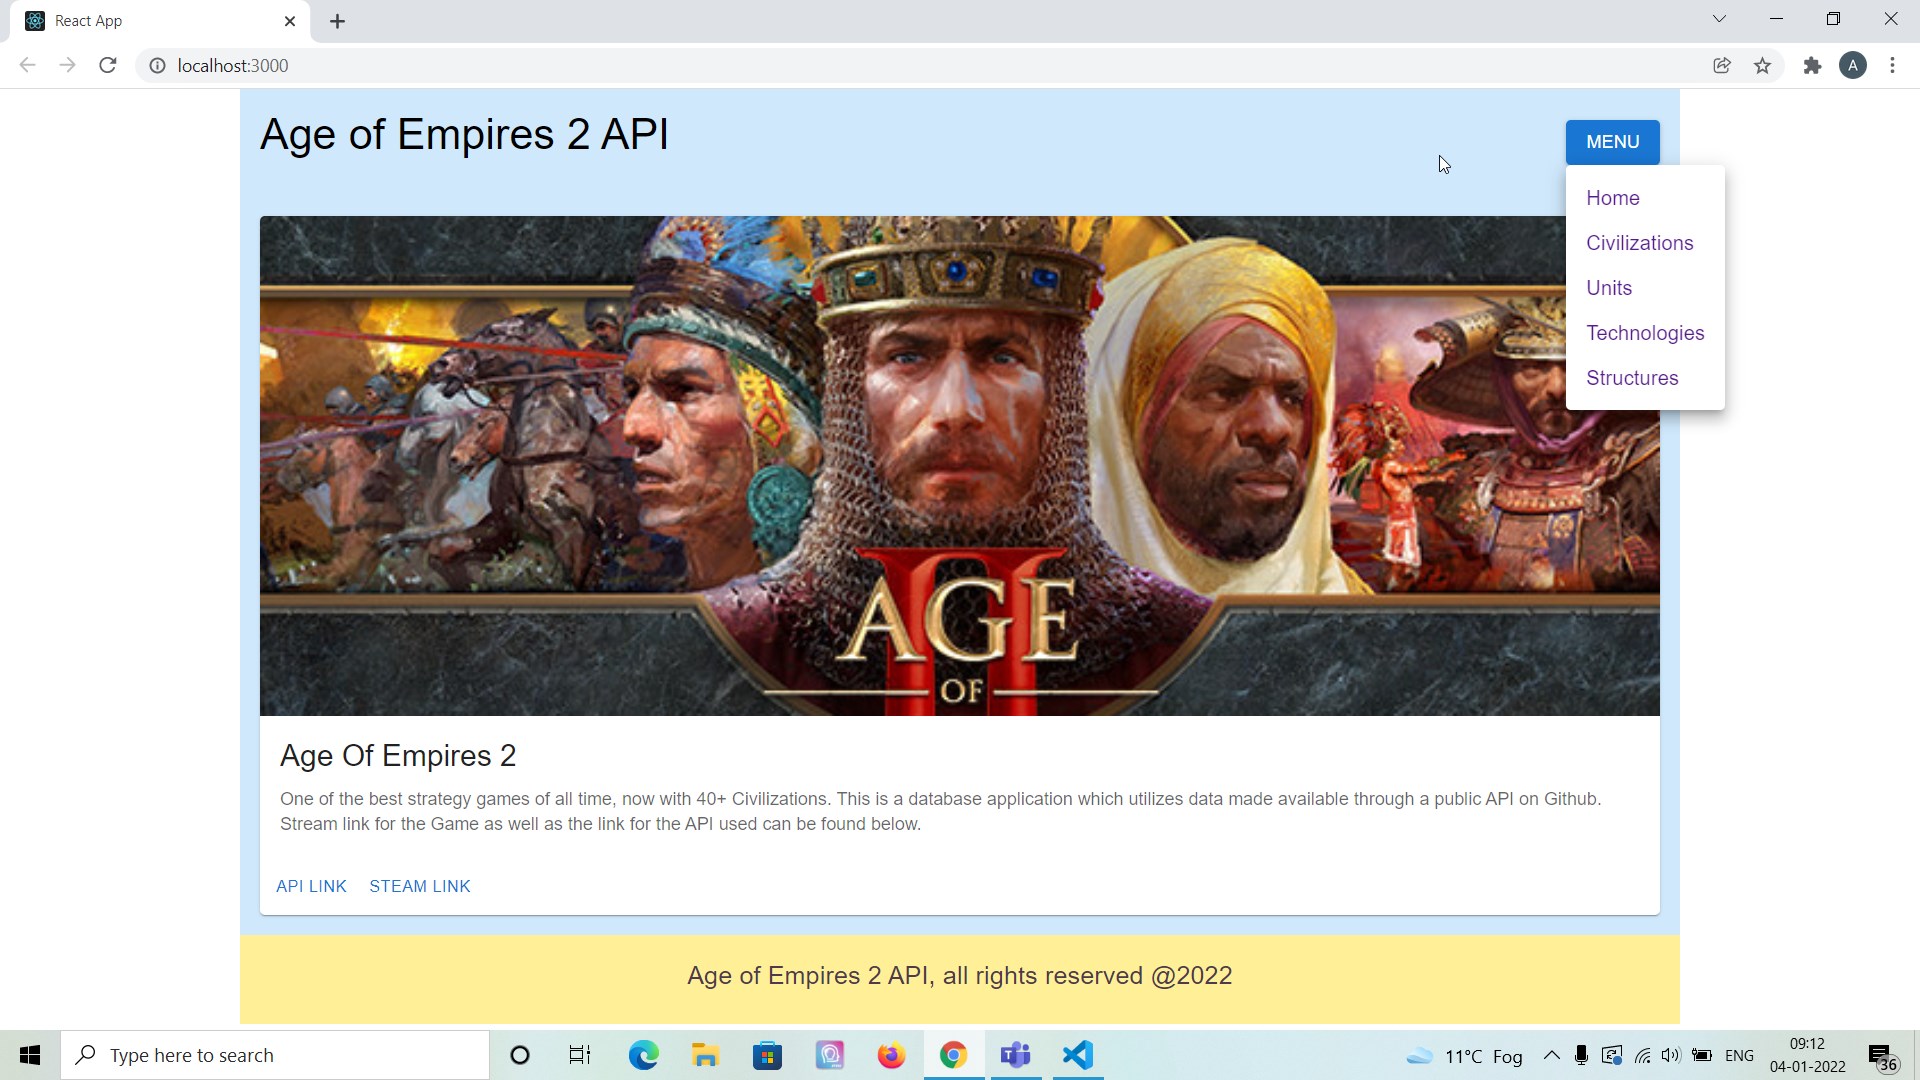 React App
localhost:3000
A
Age of Empires 2 API
MENU
Home
Civilizations
Units
Technologies
Structures
II
AGE
OF
Age Of Empires 2
One of the best strategy games of all time, now with 40+ Civilizations. This is a database application which utilizes data made available through a public API on Github.
Stream link for the Game as well as the link for the API used can be found below.
API LINK STEAM LINK
Age of Empires 2 API, all rights reserved @2022
Type here to search
11°C Fog
ENG
09:12
04-01-2022
36